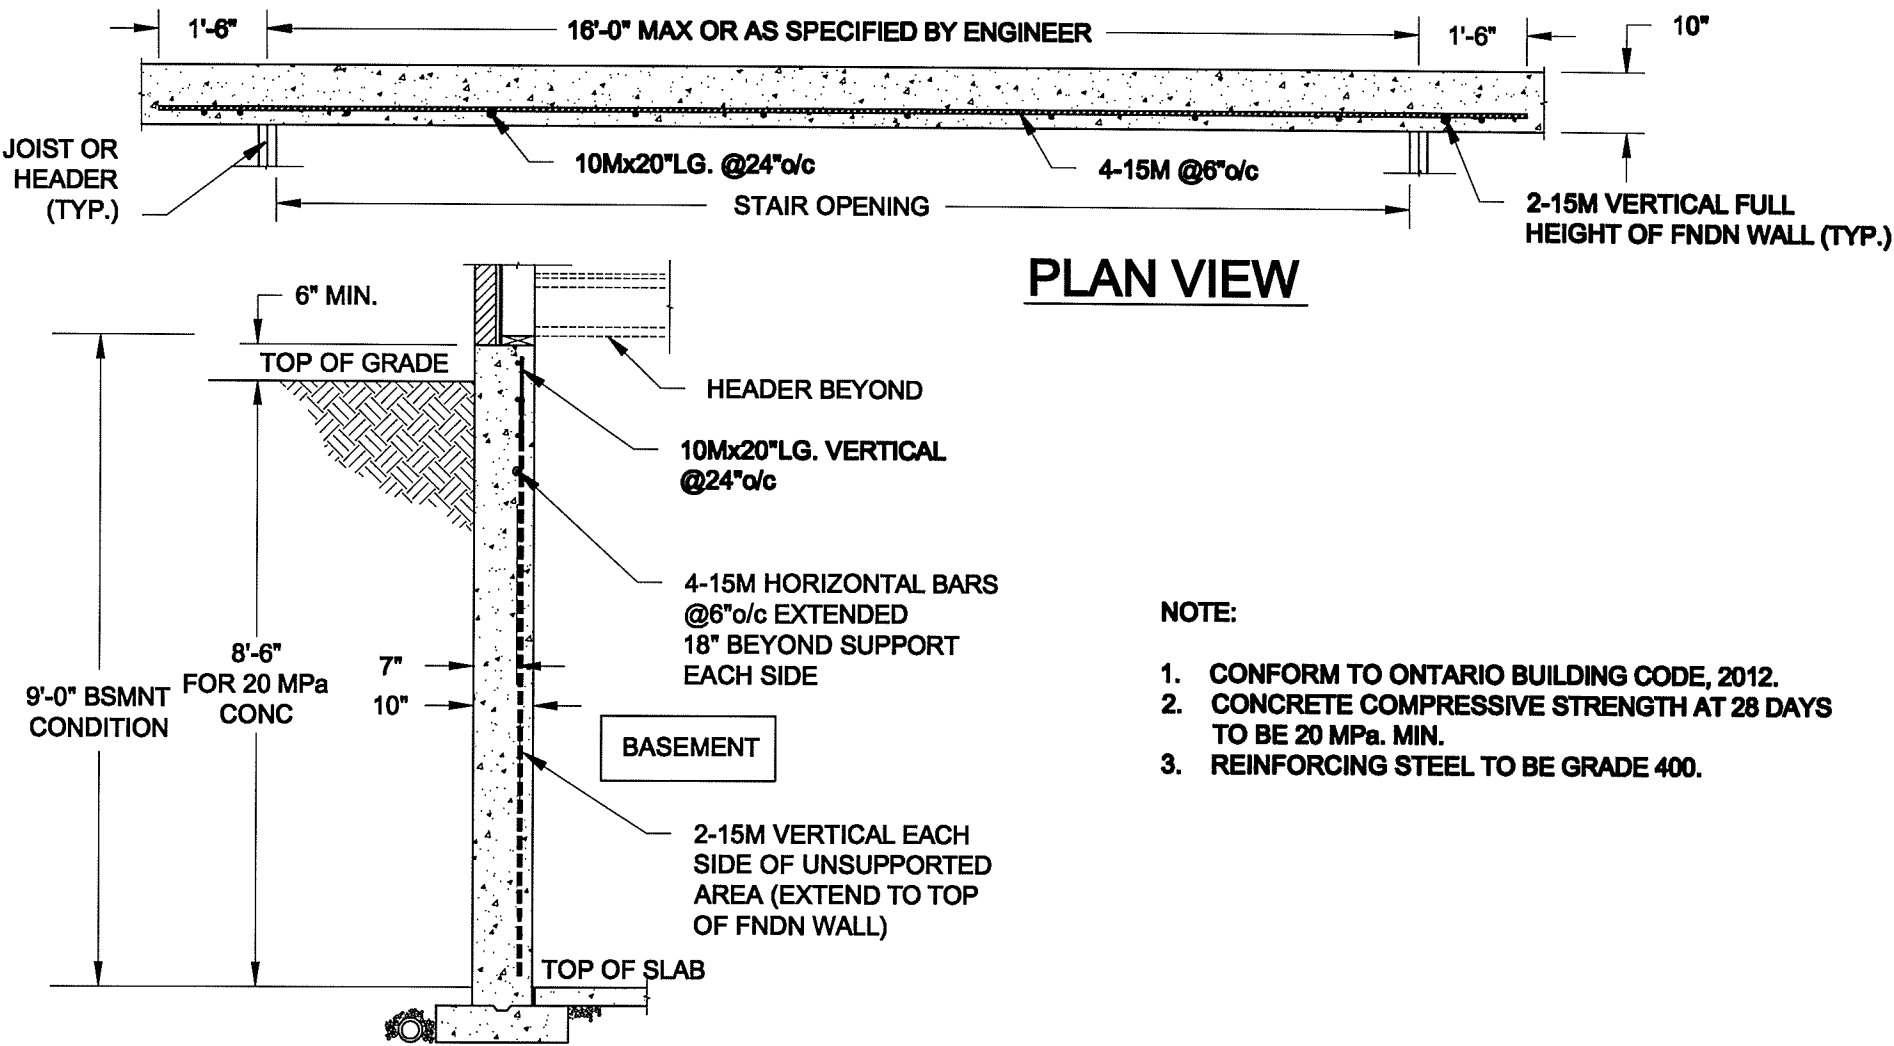 1'-6"
16'-0" MAX OR AS SPECIFIED BY ENGINEER
1'-6"
10"
JOIST OR
HEADER
(TYP.)
10Mx20"LG. @24"o/c
4-15M @6"o/c
STAIR OPENING
2-15M VERTICAL FULL
HEIGHT OF FNDN WALL (TYP.)
PLAN VIEW
6" MIN.
TOP OF GRADE
HEADER BEYOND
10Mx20"LG. VERTICAL
@24"o/c
4-15M HORIZONTAL BARS
@6"o/c EXTENDED
18" BEYOND SUPPORT
EACH SIDE
9'-0" BSMNT
CONDITION
8'-6"
FOR 20 MPa
CONC
7"
10"
BASEMENT
2-15M VERTICAL EACH
SIDE OF UNSUPPORTED
AREA (EXTEND TO TOP
OF FNDN WALL)
TOP OF SLAB
NOTE:
1. CONFORM TO ONTARIO BUILDING CODE, 2012.
2. CONCRETE COMPRESSIVE STRENGTH AT 28 DAYS
TO BE 20 MPa. MIN.
3. REINFORCING STEEL TO BE GRADE 400.